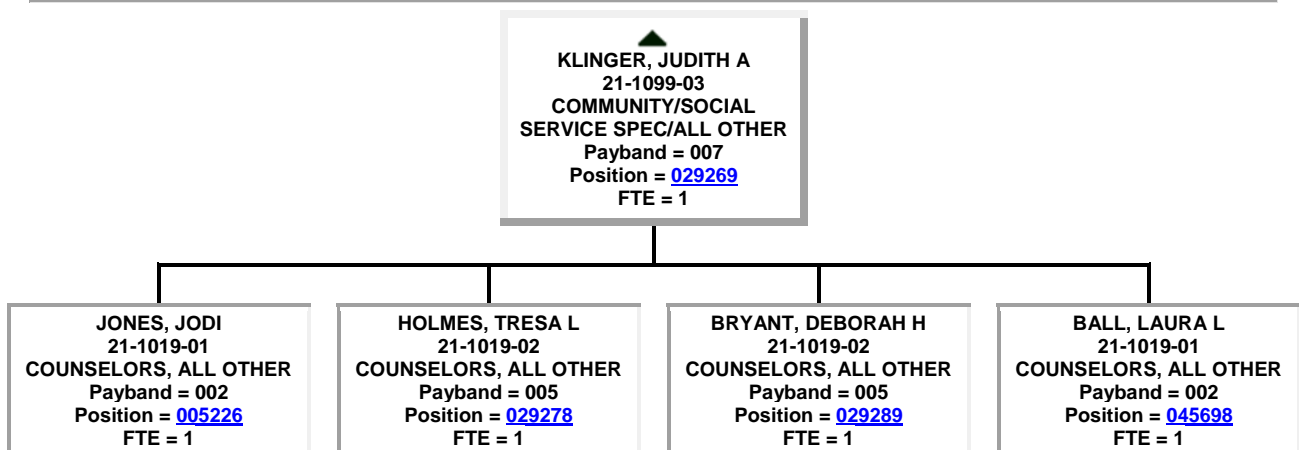 KLINGER, JUDITH A
21-1099-03
COMMUNITY/SOCIAL
SERVICE SPEC/ALL OTHER
Payband = 007
Position = 029269
FTE = 1
JONES, JODI
21-1019-01
COUNSELORS, ALL OTHER
Payband = 002
Position = 005226
FTE = 1
HOLMES, TRESA L
21-1019-02
COUNSELORS, ALL OTHER
Payband = 005
Position = 029278
FTE = 1
BRYANT, DEBORAH H
21-1019-02
COUNSELORS, ALL OTHER
Payband = 005
Position = 029289
FTE = 1
BALL, LAURA L
21-1019-01
COUNSELORS, ALL OTHER
Payband = 002
Position = 045698
FTE = 1